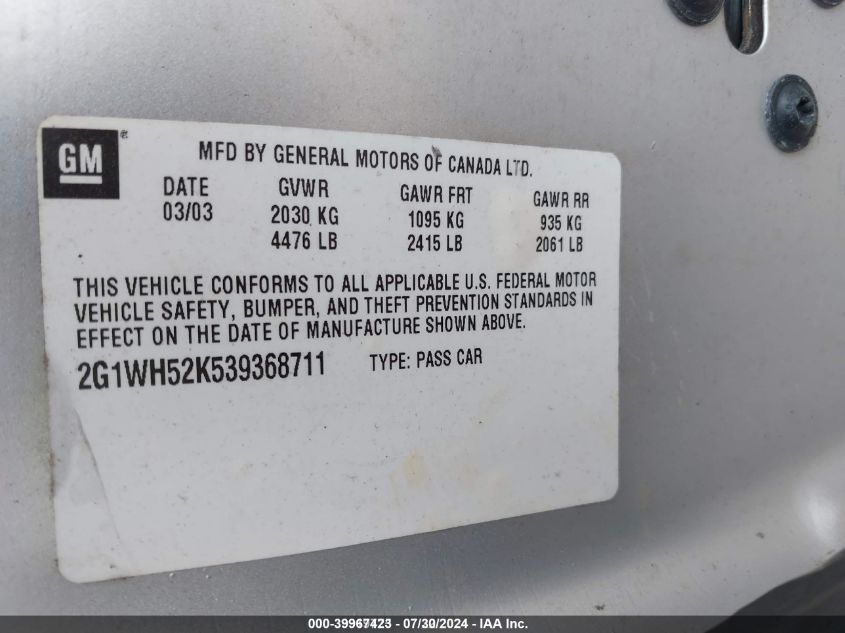 GM®
MFD BY GENERAL MOTORS OF CANADA LTD.
DATE GVWR GAWR FRT GAWR RR
03/03 2030 KG 1095 KG 935 KG
4476 LB 2415 LB 2061 LB
THIS VEHICLE CONFORMS TO ALL APPLICABLE U.S. FEDERAL MOTOR
VEHICLE SAFETY, BUMPER, AND THEFT PREVENTION STANDARDS IN
EFFECT ON THE DATE OF MANUFACTURE SHOWN ABOVE.
2G1WH52K539368711 TYPE: PASS CAR
000-39967423 - 07/30/2024 - IAA Inc.